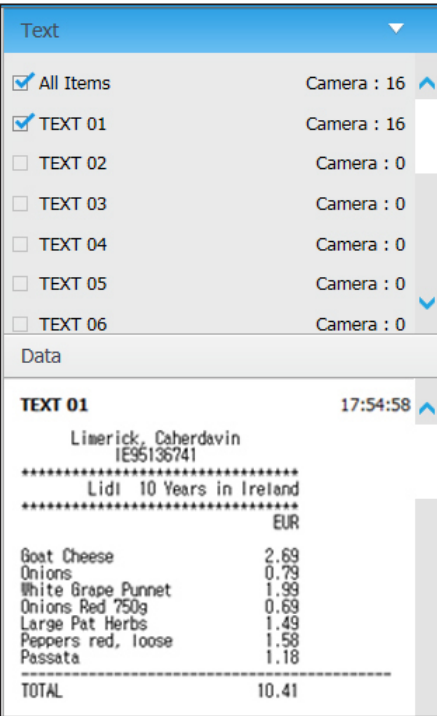 Text
All Items Camera : 16
TEXT 01 Camera : 16
TEXT 02 Camera : 0
TEXT 03 Camera : 0
TEXT 04 Camera : 0
TEXT 05 Camera : 0
TEXT 06 Camera : 0
Data
TEXT 01 17:54:58
Limerick, Caherdavin
IE95136741
**********************************
Lidl 10 Years in Ireland
**********************************
EUR
Goat Cheese 2.69
Onions 0.79
White Grape Punnet 1.99
Onions Red 750g 0.69
Large Pat Herbs 1.49
Peppers red, loose 1.58
Passata 1.18
--------------------------------------------
TOTAL 10.41